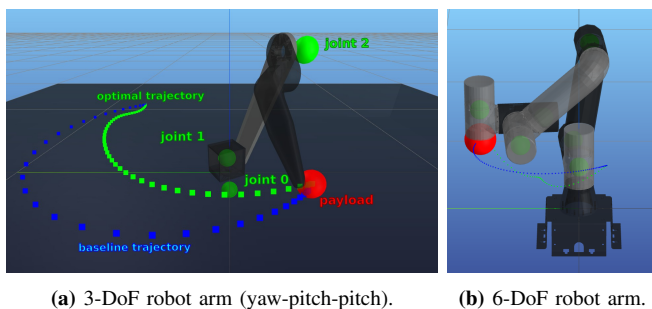 joint 2
optimal trajectory
joint 1
joint 0
payload
baseline trajectory
(a) 3-DoF robot arm (yaw-pitch-pitch).
(b) 6-DoF robot arm.